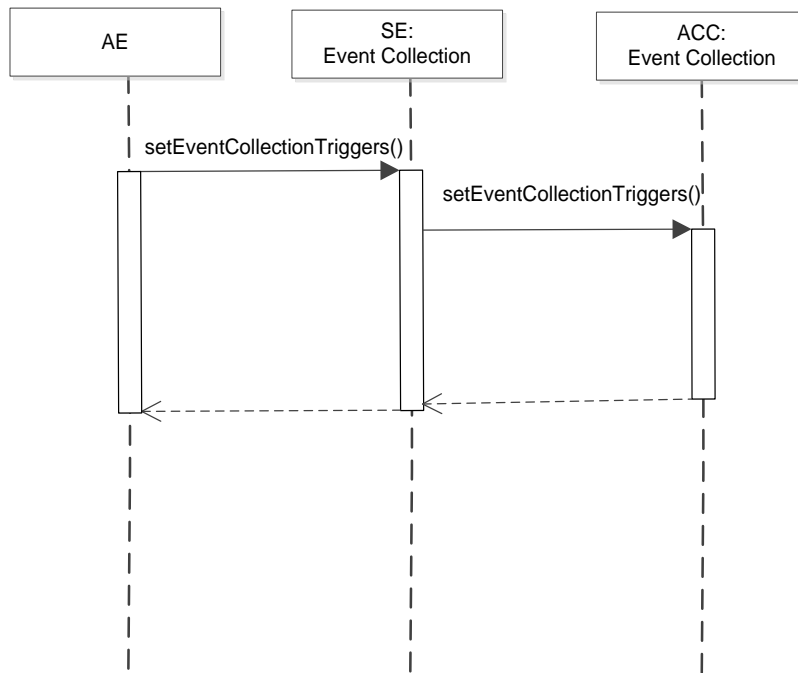 AE
SE:
Event Collection
ACC:
Event Collection
setEventCollectionTriggers()
setEventCollectionTriggers()